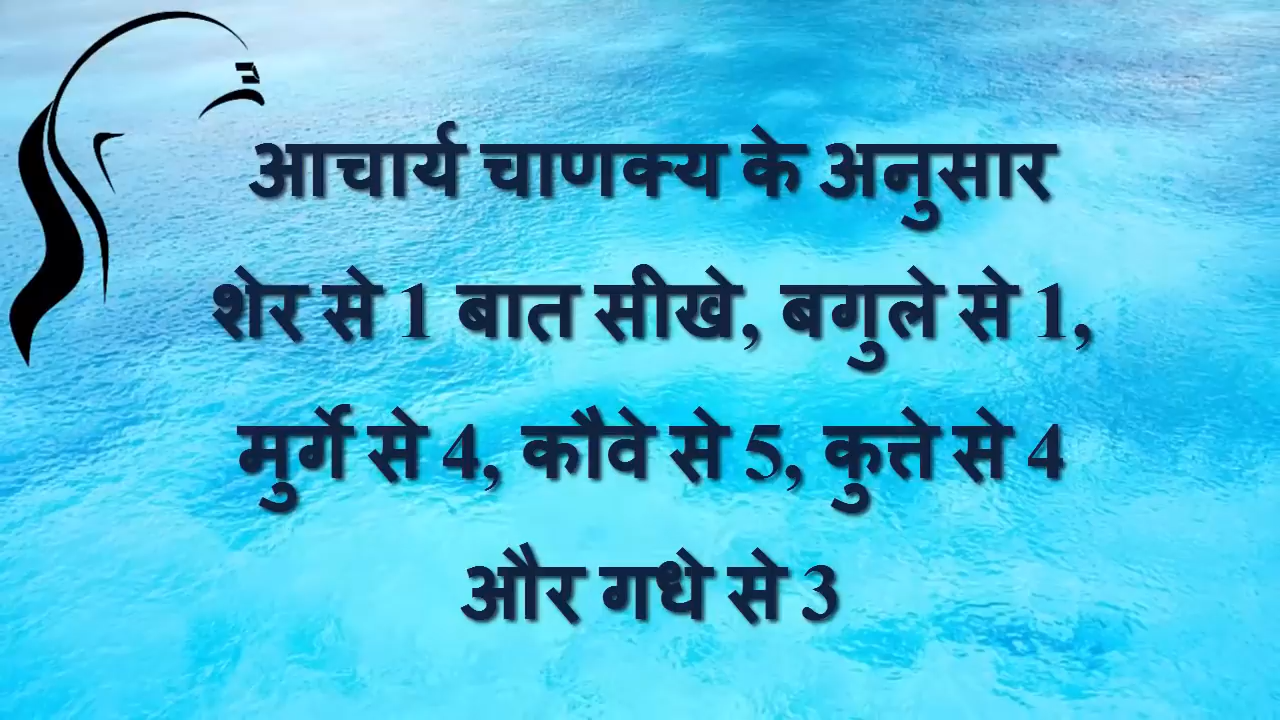 आचार्य चाणक्य के अनुसार
शेर से 1 बात सीखे, बगुले से 1,
मुर्गे से 4, कौवे से 5, कुत्ते से 4
और गधे से 3